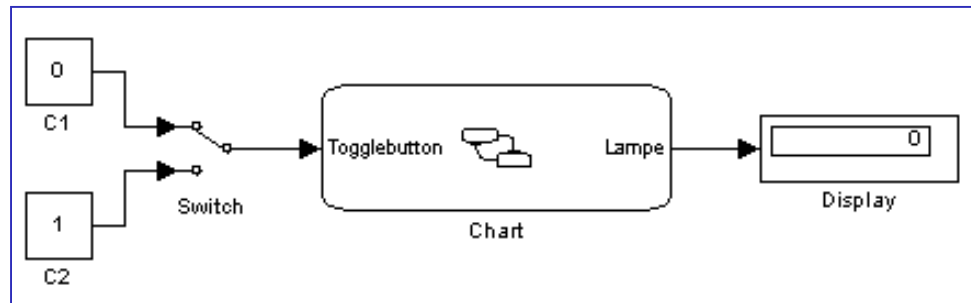 0
C1
1
C2
Switch
Togglebutton
Lampe
Chart
0
Display